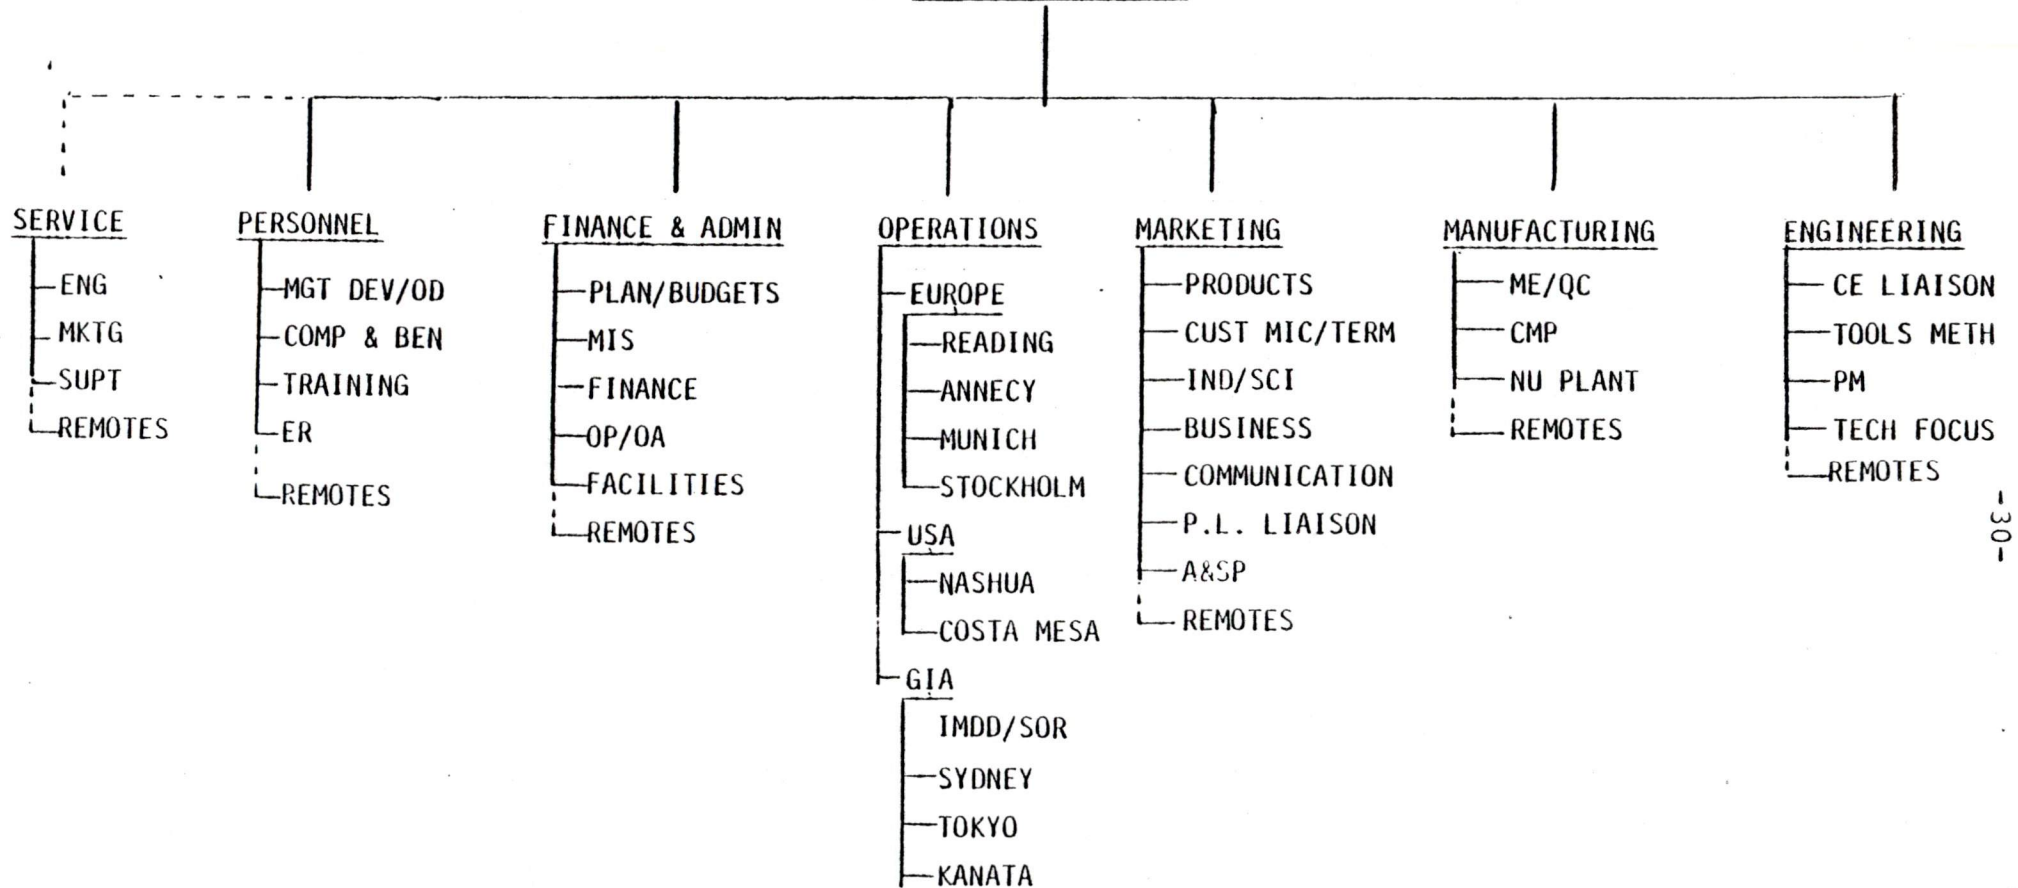 SERVICE
ENG
MKTG
SUPT
REMOTES
PERSONNEL
MGT DEV/OD
COMP & BEN
TRAINING
ER
REMOTES
FINANCE & ADMIN
PLAN/BUDGETS
MIS
FINANCE
OP/OA
FACILITIES
REMOTES
OPERATIONS
EUROPE
READING
ANNECY
MUNICH
STOCKHOLM
USA
NASHUA
COSTA MESA
GIA
IMDD/SOR
SYDNEY
TOKYO
KANATA
MARKETING
PRODUCTS
CUST MIC/TERM
IND/SCI
BUSINESS
COMMUNICATION
P.L. LIAISON
A&SP
REMOTES
MANUFACTURING
ME/QC
CMP
NU PLANT
REMOTES
ENGINEERING
CE LIAISON
TOOLS METH
PM
TECH FOCUS
REMOTES
-30-